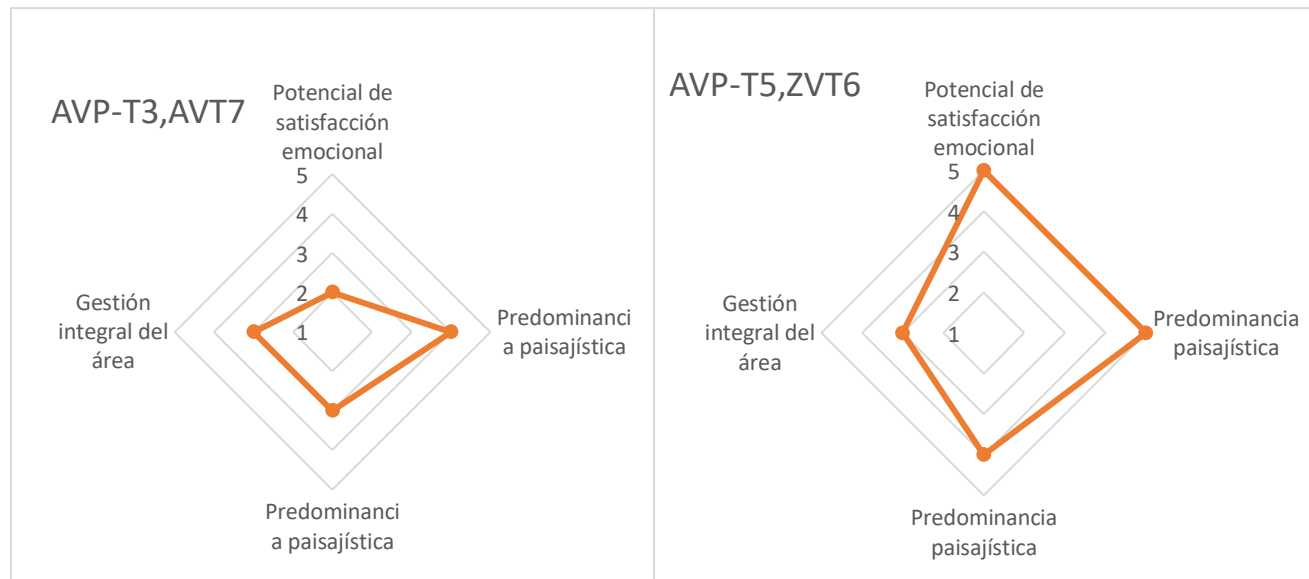 AVP-T3,AVT7
Potencial de
satisfacción
emocional
5
4
3
2
1
Gestión
integral del
área
Predominanci
a paisajística
Predominanci
a paisajística
AVP-T5,ZVT6
Potencial de
satisfacción
emocional
5
4
3
2
1
Gestión
integral del
área
Predominancia
paisajística
Predominancia
paisajística